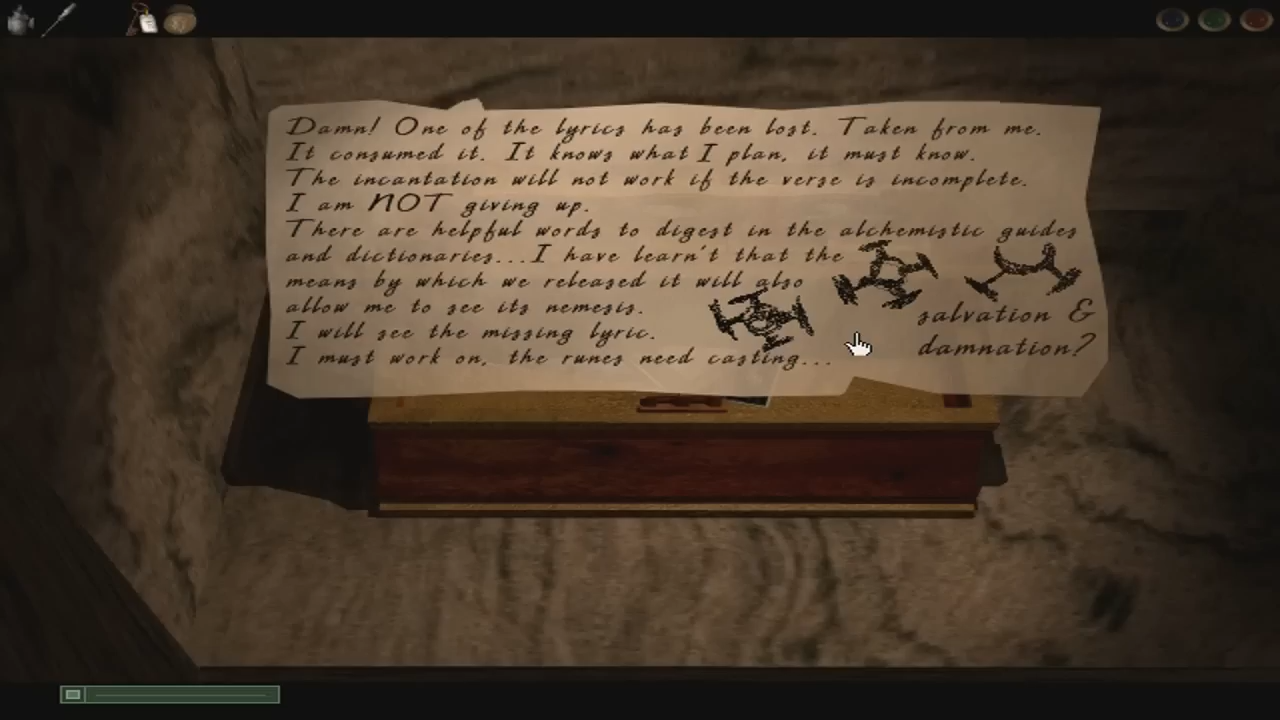 Damn! One of the lyrics has been lost. Taken from me.
It consumed it. It knows what I plan, it must know.
The incantation will not work if the verse is incomplete.
I am NOT giving up.
There are helpful words to digest in the alchemistic guides
and dictionaries...I have learn't that the
means by which we released it will also
allow me to see its nemesis.
I will see the missing lyric.
I must work on, the runes need casting...
salvation &
damnation?